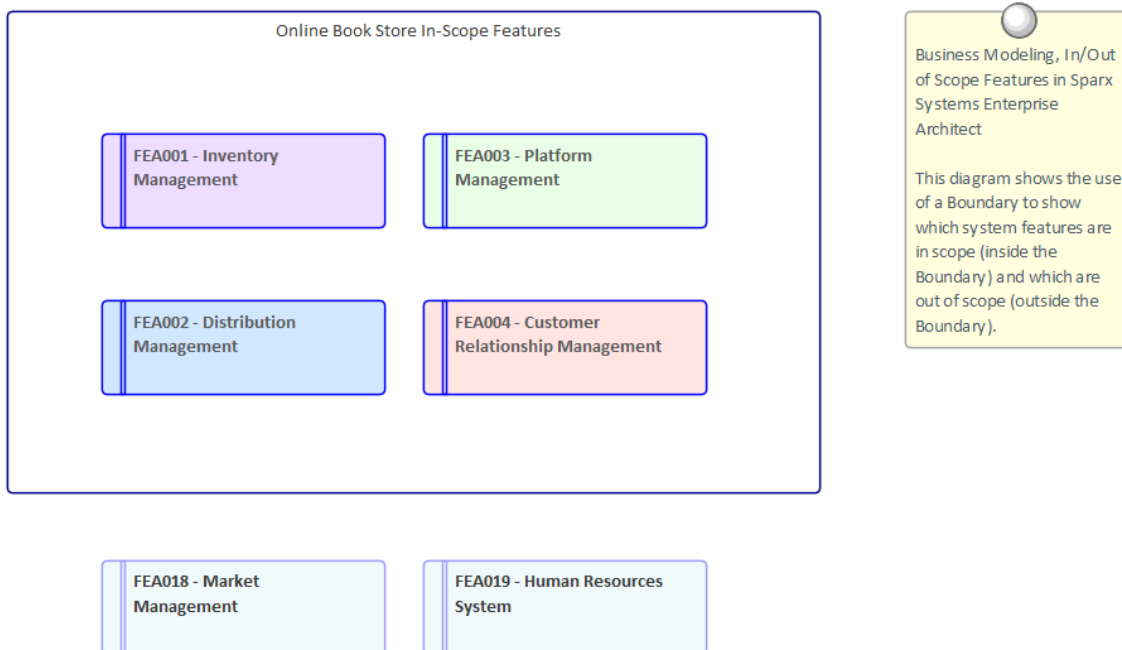 Online Book Store In-Scope Features
FEA001 - Inventory
Management
FEA003 - Platform
Management
FEA002 - Distribution
Management
FEA004 - Customer
Relationship Management
FEA018 - Market
Management
FEA019 - Human Resources
System
Business Modeling, In/Out
of Scope Features in Sparx
Systems Enterprise
Architect
This diagram shows the use
of a Boundary to show
which system features are
in scope (inside the
Boundary) and which are
out of scope (outside the
Boundary).